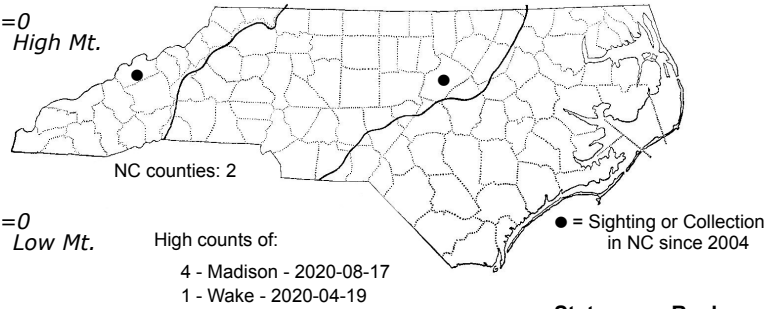 =0
High Mt.
NC counties: 2
=0
Low Mt.
High counts of:
4 - Madison - 2020-08-17
1 - Wake - 2020-04-19
● = Sighting or Collection
in NC since 2004